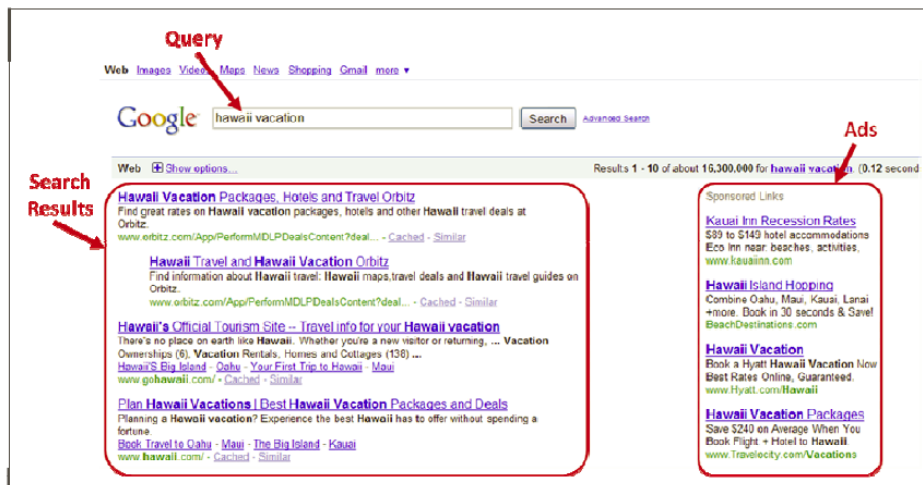 Query
Web Images Videos Maps News Shopping Gmail more ▼
Google hawaii vacation Search Advanced Search
Ads
Web + Show options... Results 1 - 10 of about 16,300,000 for hawaii vacation. (0.12 second
Search
Results
Hawaii Vacation Packages, Hotels and Travel Orbitz
Find great rates on Hawaii vacation packages, hotels and other Hawaii travel deals at
Orbitz.
www.orbitz.com/App/PerformMDLPDealsContent?deal... - Cached - Similar
Hawaii Travel and Hawaii Vacation Orbitz
Find information about Hawaii travel: Hawaii maps,travel deals and Hawaii travel guides on
Orbitz.
www.orbitz.com/App/PerformMDLPDealsContent?deal... - Cached - Similar
Hawaii's Official Tourism Site -- Travel info for your Hawaii vacation
There's no place on earth like Hawaii. Whether you're a new visitor or returning, ... Vacation
Ownerships (6), Vacation Rentals, Homes and Cottages (138) ...
Hawaii'S Big Island - Oahu - Your First Trip to Hawaii - Maui
www.gohawaii.com/ - Cached - Similar
Plan Hawaii Vacations | Best Hawaii Vacation Packages and Deals
Planning a Hawaii vacation? Experience the best Hawaii has to offer without spending a
fortune.
Book Travel to Oahu - Maui - The Big Island - Kauai
www.hawaii.com/ - Cached - Similar
Sponsored Links
Kauai Inn Recession Rates
$89 to $149 hotel accommodations
Eco Inn near: beaches, activities,
www.kauaiinn.com
Hawaii Island Hopping
Combine Oahu, Maui, Kauai, Lanai
+more. Book in 30 seconds & Save!
BeachDestinations.com
Hawaii Vacation
Book a Hyatt Hawaii Vacation Now
Best Rates Online, Guaranteed.
www.Hyatt.com/Hawaii
Hawaii Vacation Packages
Save $240 on Average When You
Book Flight + Hotel to Hawaii.
www.Travelocity.com/Vacations